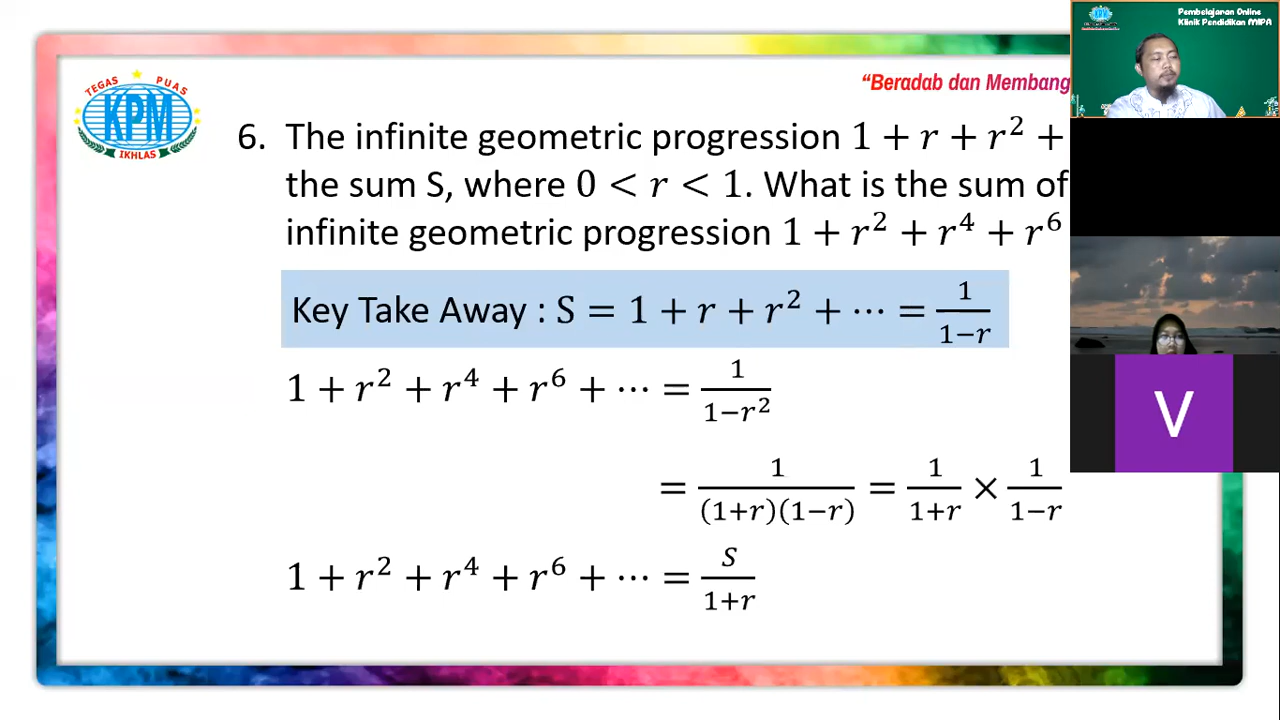 Pembelajaran Online
Klinik Pendidikan MIPA
TEGAS PUAS
KPM
IKHLAS
“Beradab dan Membang
6. The infinite geometric progression 1 + r + r² +
the sum S, where 0 < r < 1. What is the sum of
infinite geometric progression 1 + r² + r⁴ + r⁶
Key Take Away : S = 1 + r + r² + ⋯ = 1/(1−r)
1 + r² + r⁴ + r⁶ + ⋯ = 1/(1−r²)
= 1/((1+r)(1−r)) = 1/(1+r) × 1/(1−r)
1 + r² + r⁴ + r⁶ + ⋯ = S/(1+r)
V